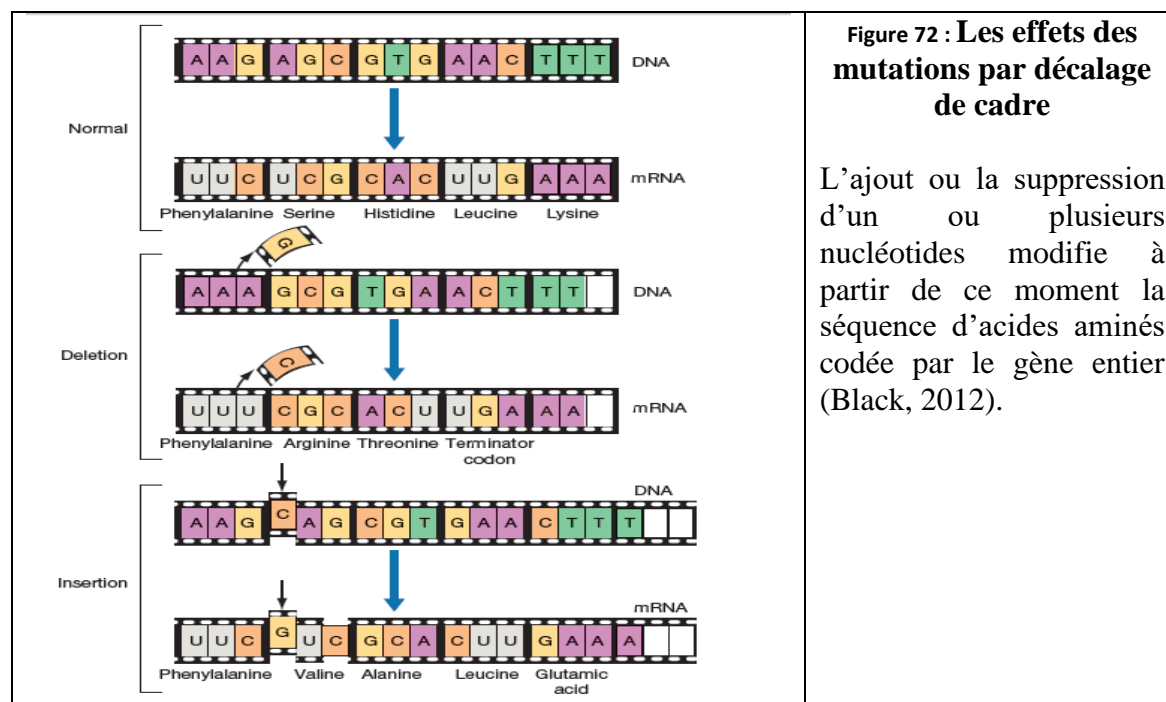 A A G A G C G T G A A C T T T DNA
Normal
U U C U C G C A C U U G A A A mRNA
Phenylalanine Serine Histidine Leucine Lysine
G
A A A G C G T G A A C T T T DNA
Deletion
C
U U U C G C A C U U G A A A mRNA
Phenylalanine Arginine Threonine Terminator
codon
DNA
A A G C A G C G T G A A C T T T
Insertion
mRNA
U U C G U C G C A C U U G A A A
Phenylalanine Valine Alanine Leucine Glutamic
acid
Figure 72 : Les effets des
mutations par décalage
de cadre
L’ajout ou la suppression
d’un ou plusieurs
nucléotides modifie à
partir de ce moment la
séquence d’acides aminés
codée par le gène entier
(Black, 2012).